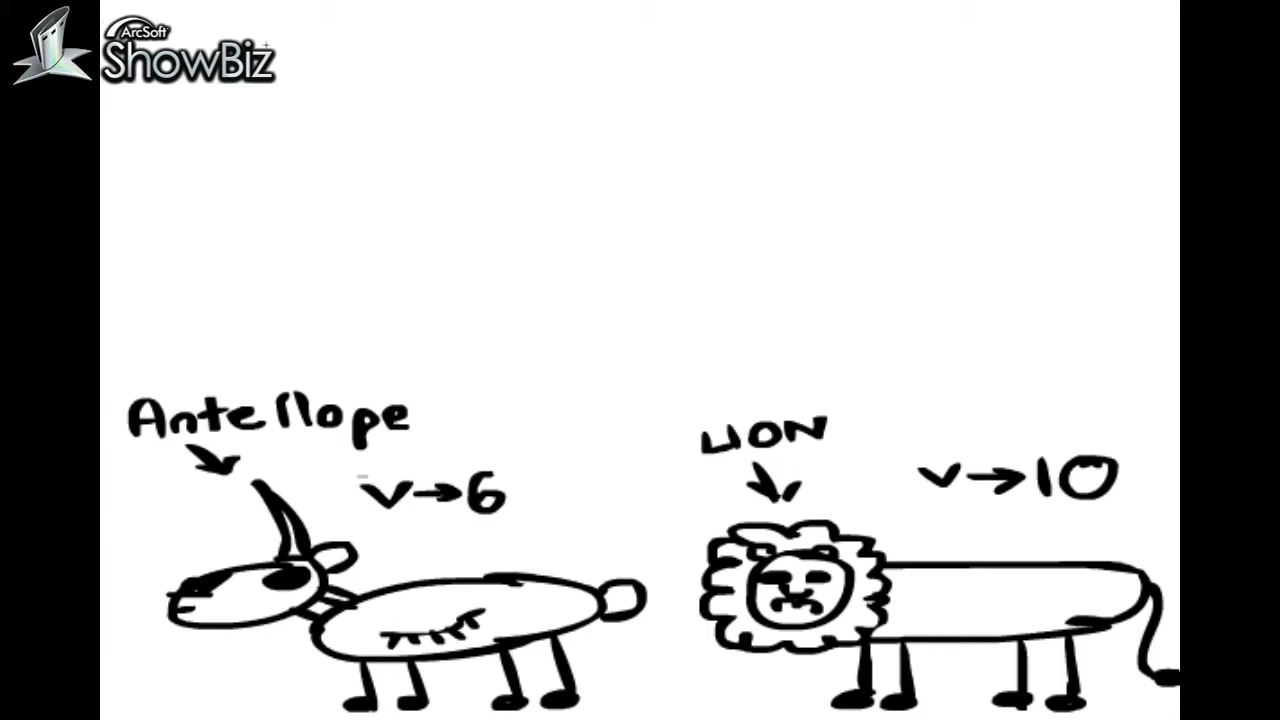 ArcSoft
ShowBiz
Antellope
v→6
LION
v→10